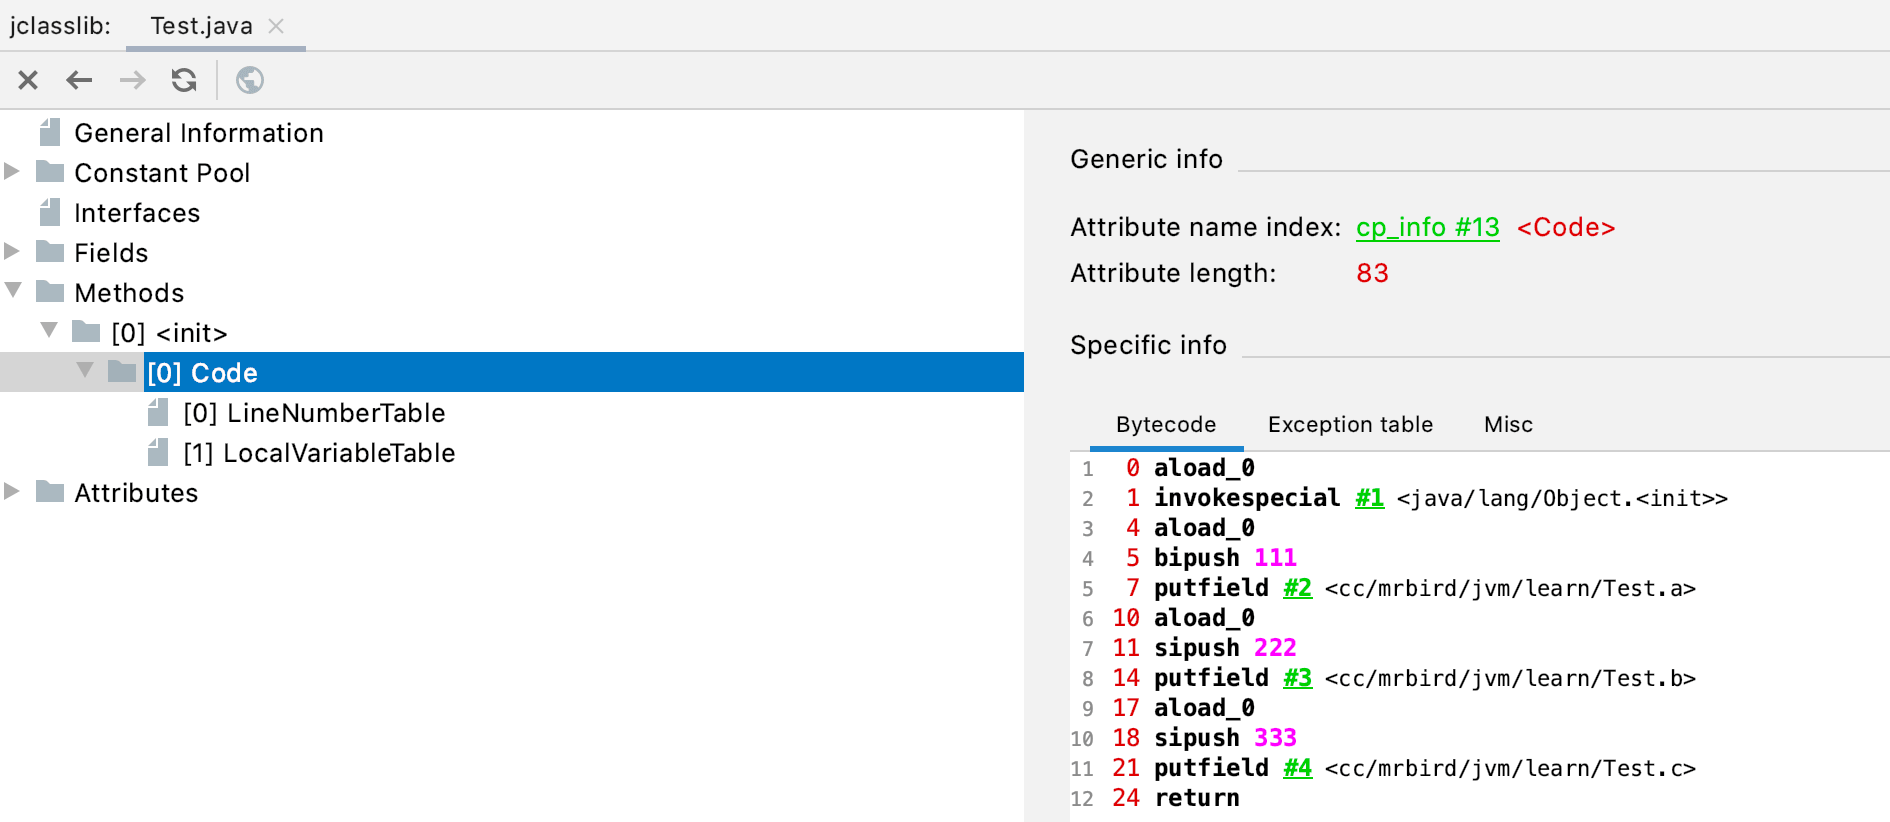 jclasslib: Test.java
General Information
Constant Pool
Interfaces
Fields
Methods
[0] <init>
[0] Code
[0] LineNumberTable
[1] LocalVariableTable
Attributes
Generic info
Attribute name index: cp_info #13 <Code>
Attribute length: 83
Specific info
Bytecode Exception table Misc
1 0 aload_0
2 1 invokespecial #1 <java/lang/Object.<init>>
3 4 aload_0
4 5 bipush 111
5 7 putfield #2 <cc/mrbird/jvm/learn/Test.a>
6 10 aload_0
7 11 sipush 222
8 14 putfield #3 <cc/mrbird/jvm/learn/Test.b>
9 17 aload_0
10 18 sipush 333
11 21 putfield #4 <cc/mrbird/jvm/learn/Test.c>
12 24 return